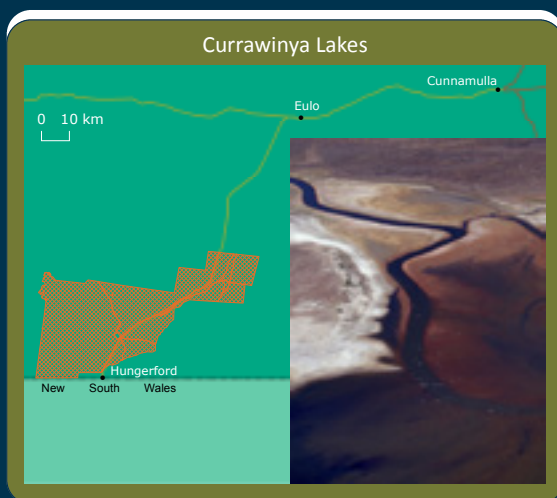 Currawinya Lakes
Cunnamulla
Eulo
0 10 km
Hungerford
New South Wales